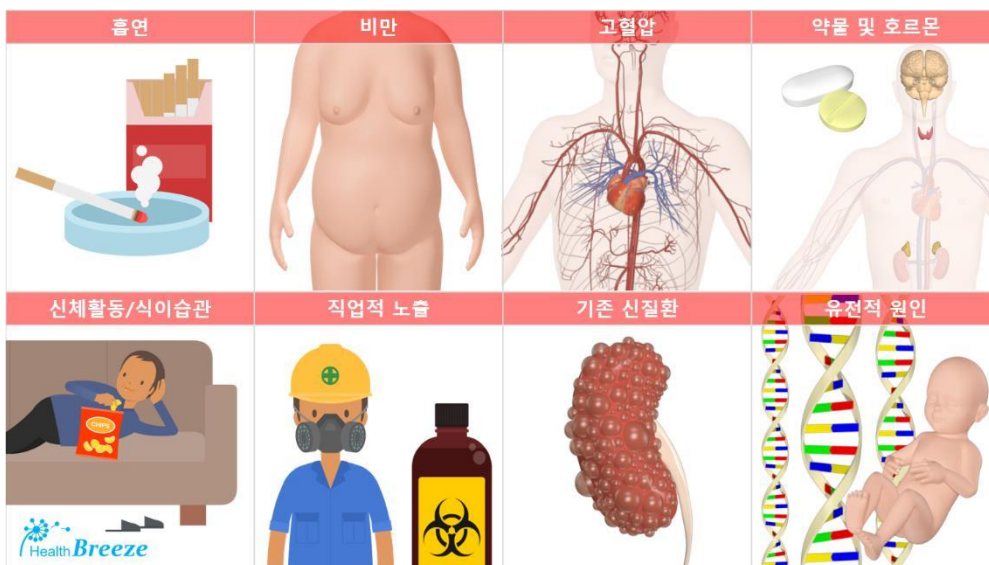 흡연
비만
고혈압
약물 및 호르몬
신체활동/식이습관
직업적 노출
기존 신질환
유전적 원인
CHIPS
Health Breeze